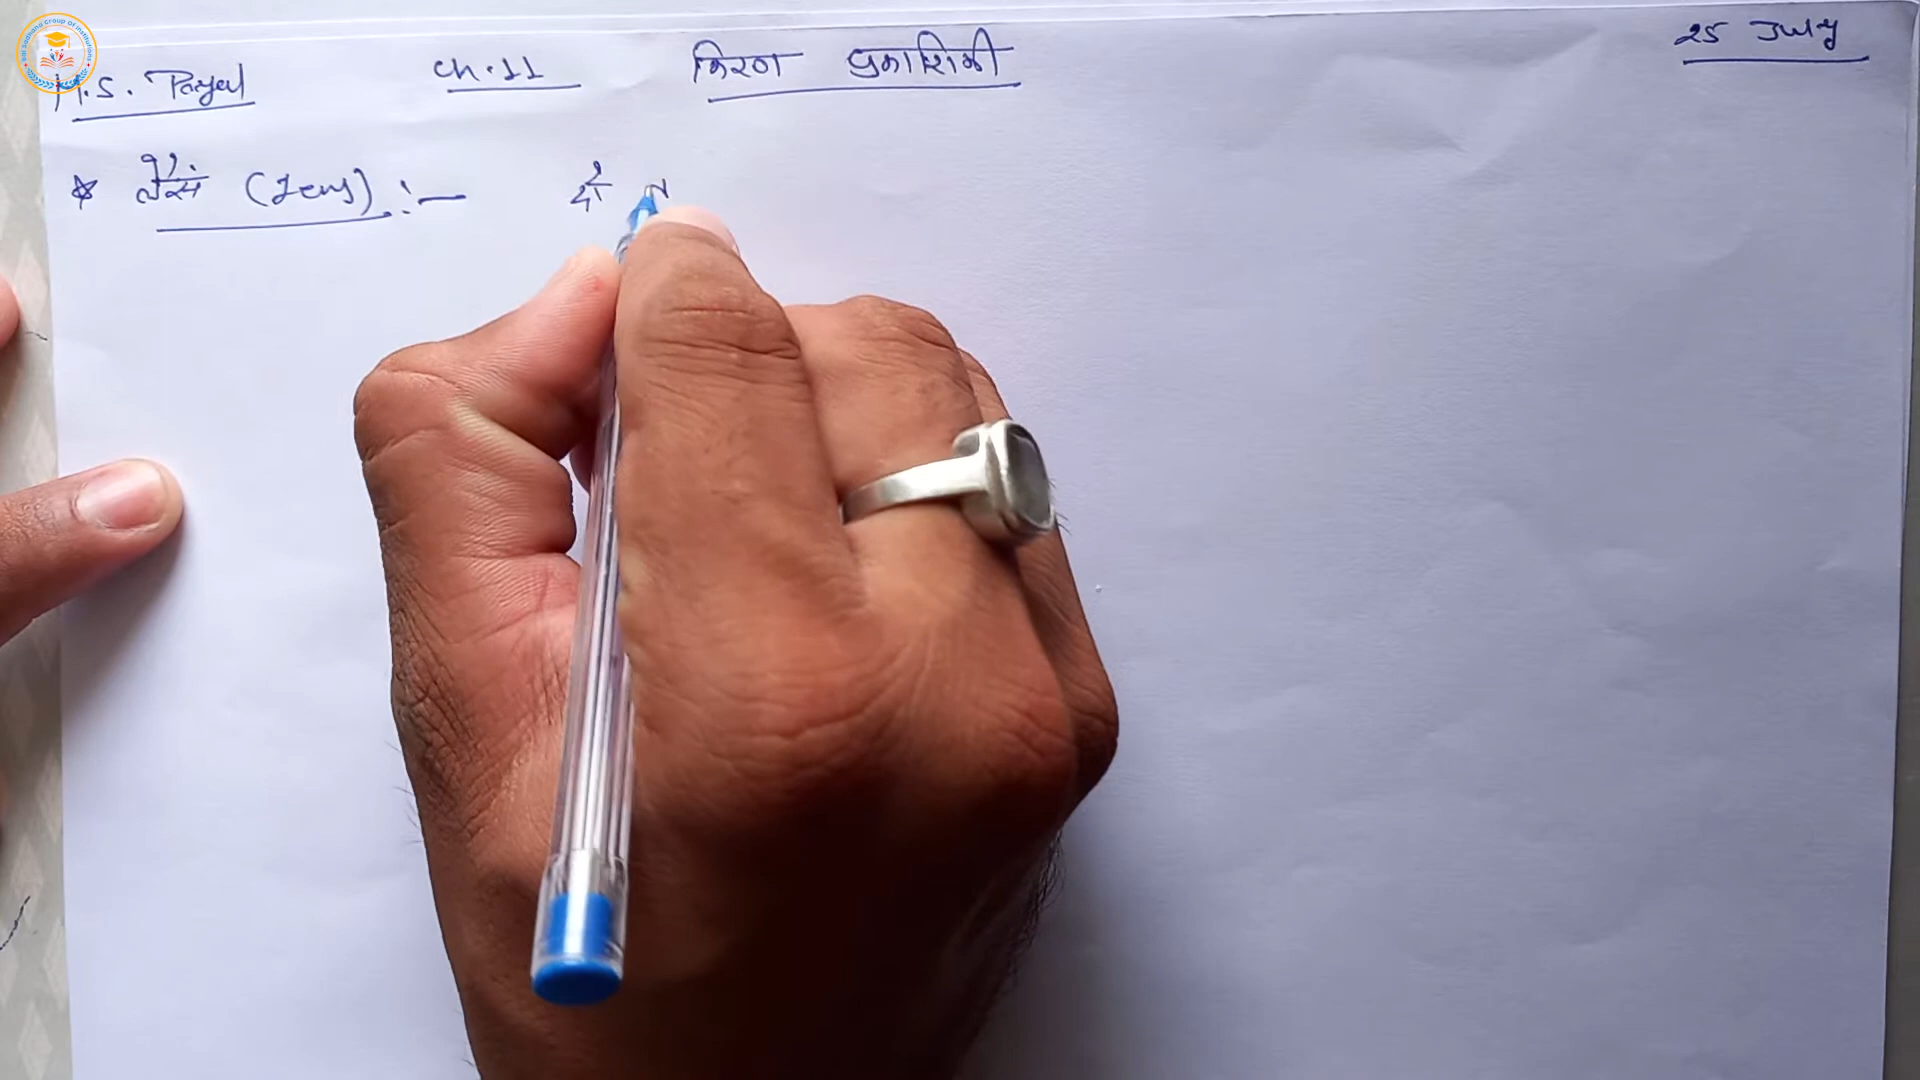 M.S. Payal Ch.11 किरण प्रकाशिकी 25 July
* लेंस (Lens) :- दो